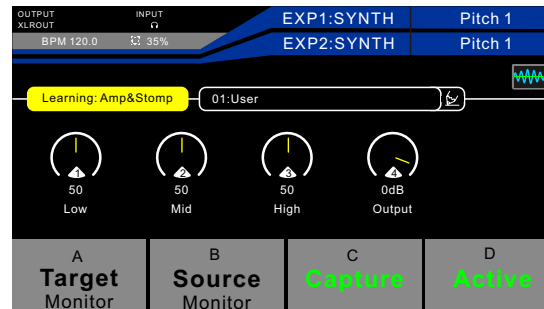 OUTPUT
XLROUT
INPUT
BPM 120.0
35%
EXP1:SYNTH
Pitch 1
EXP2:SYNTH
Pitch 1
Learning: Amp&Stomp
01:User
1
2
3
4
50
50
50
0dB
Low
Mid
High
Output
A
Target
Monitor
B
Source
Monitor
C
Capture
D
Active